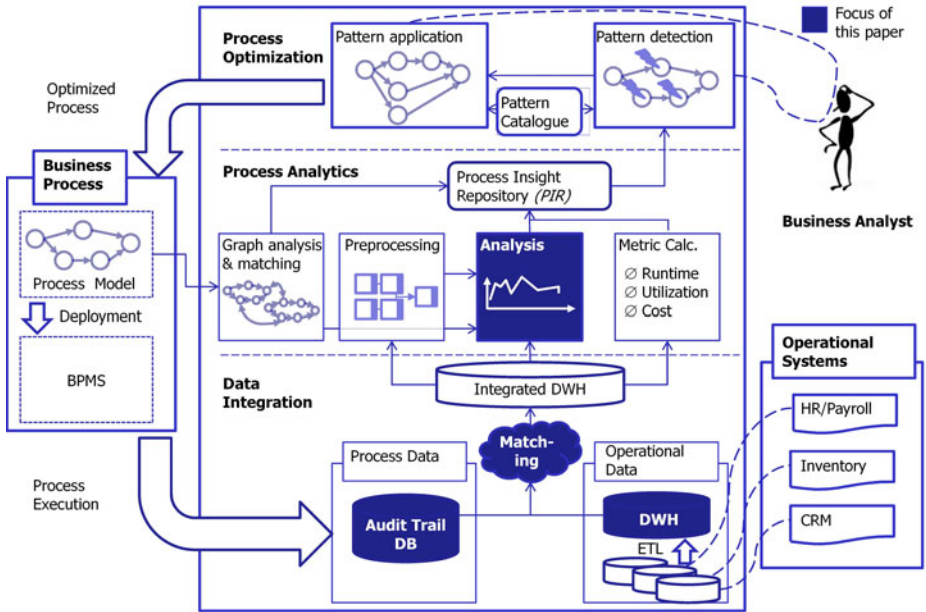 Process
Optimization
Pattern application
Pattern detection
Focus of
this paper
Optimized
Process
Pattern
Catalogue
Business
Process
Process Analytics
Process Insight
Repository (PIR)
Business Analyst
Graph analysis
& matching
Preprocessing
Analysis
Metric Calc.
∅ Runtime
∅ Utilization
∅ Cost
Process Model
Deployment
BPMS
Data
Integration
Integrated DWH
Operational
Systems
HR/Payroll
Inventory
CRM
Match-
ing
Process Data
Operational
Data
Process
Execution
Audit Trail
DB
DWH
ETL